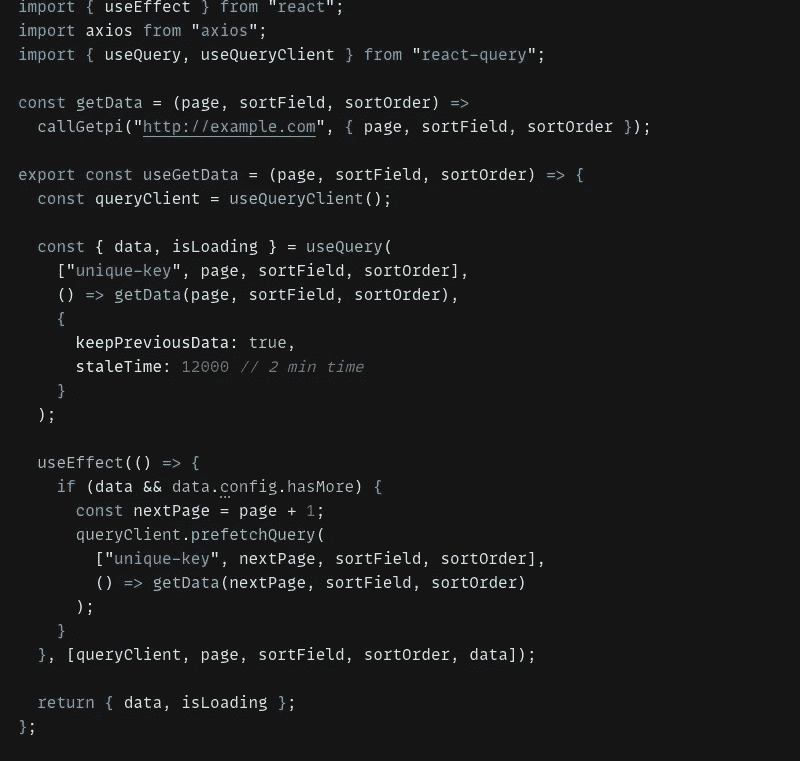 import { useEffect } from "react";
import axios from "axios";
import { useQuery, useQueryClient } from "react-query";

const getData = (page, sortField, sortOrder) =>
  callGetpi("http://example.com", { page, sortField, sortOrder });

export const useGetData = (page, sortField, sortOrder) => {
  const queryClient = useQueryClient();

  const { data, isLoading } = useQuery(
    ["unique-key", page, sortField, sortOrder],
    () => getData(page, sortField, sortOrder),
    {
      keepPreviousData: true,
      staleTime: 12000 // 2 min time
    }
  );

  useEffect(() => {
    if (data && data.config.hasMore) {
      const nextPage = page + 1;
      queryClient.prefetchQuery(
        ["unique-key", nextPage, sortField, sortOrder],
        () => getData(nextPage, sortField, sortOrder)
      );
    }
  }, [queryClient, page, sortField, sortOrder, data]);

  return { data, isLoading };
};